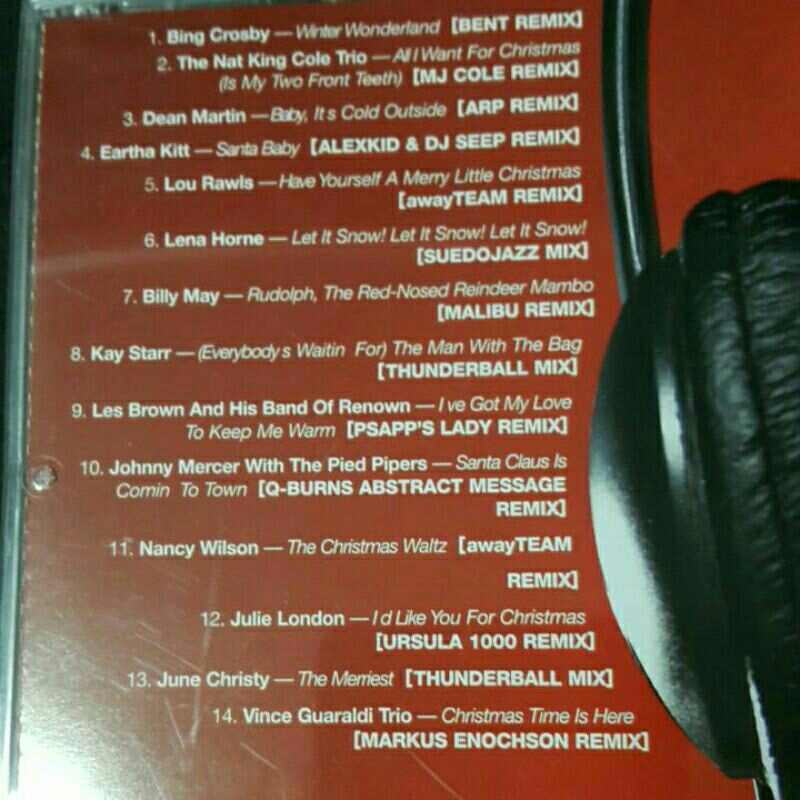 1. Bing Crosby — Winter Wonderland [BENT REMIX]
2. The Nat King Cole Trio — All I Want For Christmas
(Is My Two Front Teeth) [MJ COLE REMIX]
3. Dean Martin — Baby, It s Cold Outside [ARP REMIX]
4. Eartha Kitt — Santa Baby [ALEXKID & DJ SEEP REMIX]
5. Lou Rawls — Have Yourself A Merry Little Christmas
[awayTEAM REMIX]
6. Lena Horne — Let It Snow! Let It Snow! Let It Snow!
[SUEDOJAZZ MIX]
7. Billy May — Rudolph, The Red-Nosed Reindeer Mambo
[MALIBU REMIX]
8. Kay Starr — (Everybody s Waitin For) The Man With The Bag
[THUNDERBALL MIX]
9. Les Brown And His Band Of Renown — I ve Got My Love
To Keep Me Warm [PSAPP'S LADY REMIX]
10. Johnny Mercer With The Pied Pipers — Santa Claus Is
Comin To Town [Q-BURNS ABSTRACT MESSAGE
REMIX]
11. Nancy Wilson — The Christmas Waltz [awayTEAM
REMIX]
12. Julie London — I d Like You For Christmas
[URSULA 1000 REMIX]
13. June Christy — The Merriest [THUNDERBALL MIX]
14. Vince Guaraldi Trio — Christmas Time Is Here
[MARKUS ENOCHSON REMIX]